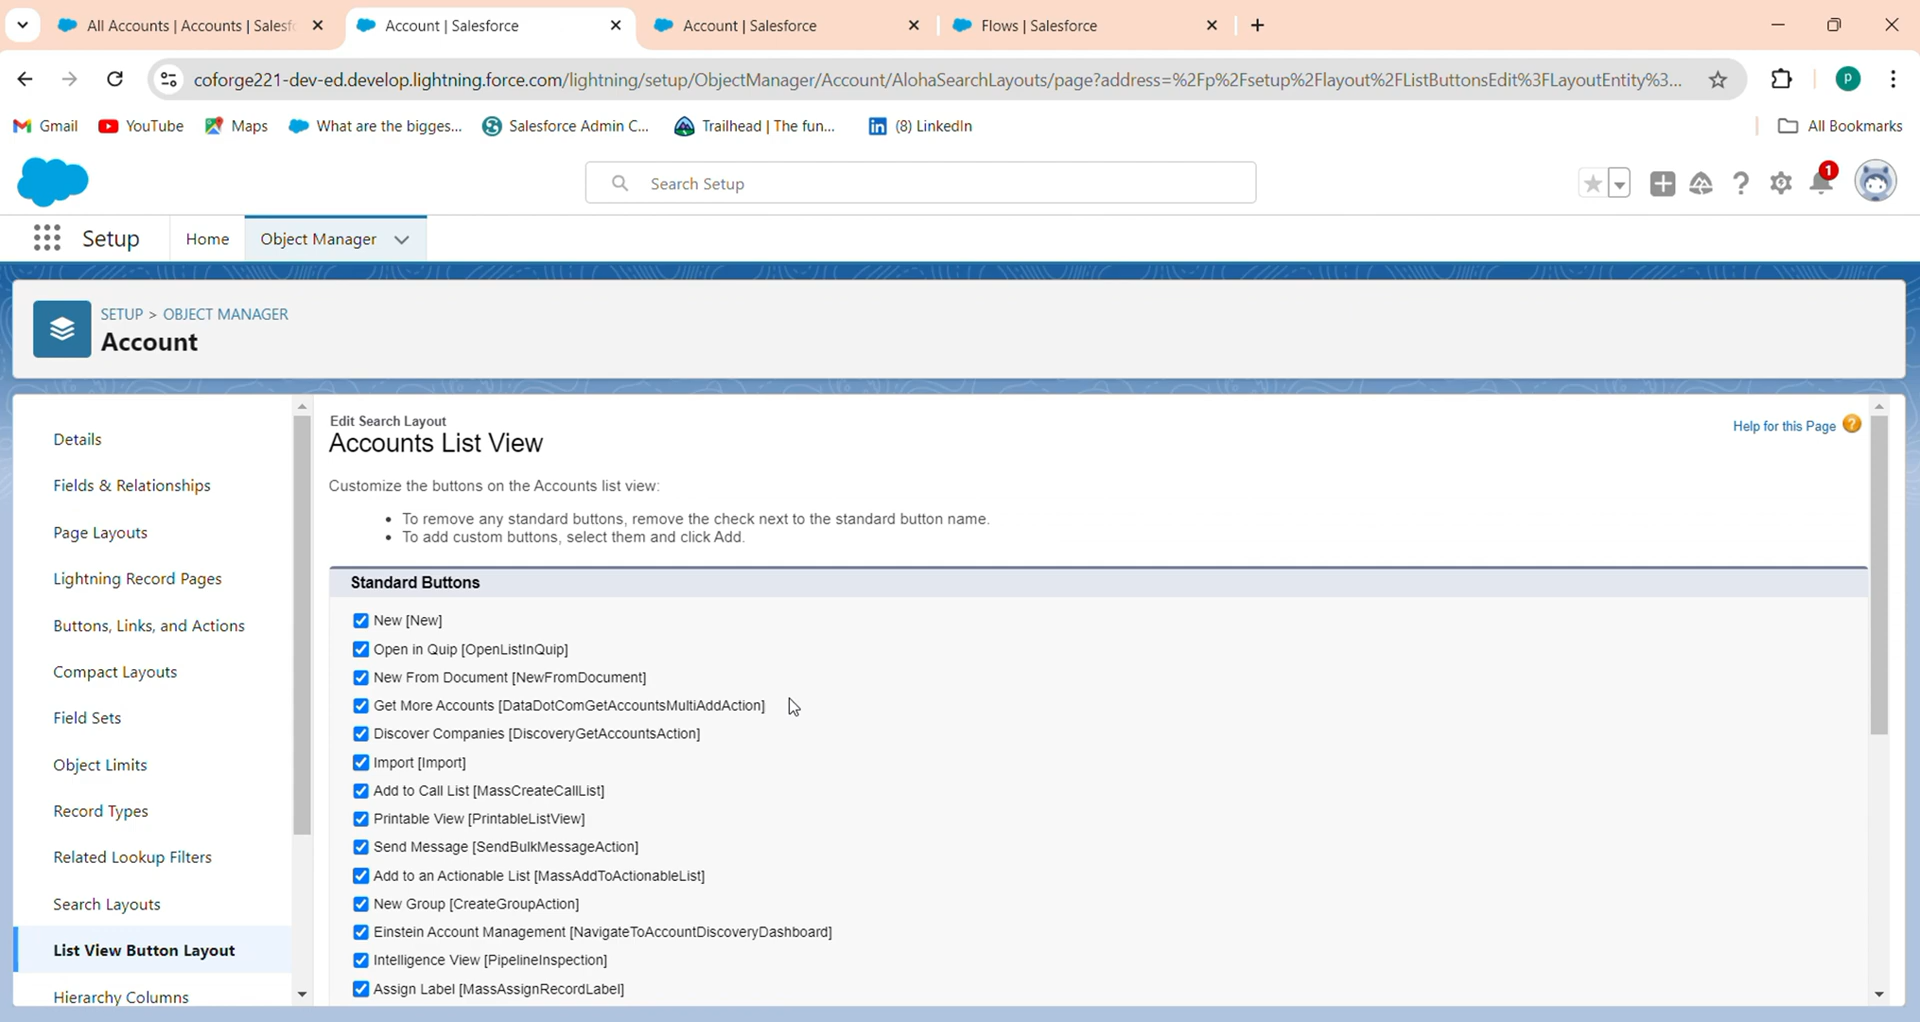 All Accounts | Accounts | Salesf
Account | Salesforce
Account | Salesforce
Flows | Salesforce
coforge221-dev-ed.develop.lightning.force.com/lightning/setup/ObjectManager/Account/AlohaSearchLayouts/page?address=%2Fp%2Fsetup%2Flayout%2FListButtonsEdit%3FLayoutEntity%3...
P
Gmail
YouTube
Maps
What are the bigges...
Salesforce Admin C...
Trailhead | The fun...
(8) LinkedIn
All Bookmarks
Search Setup
1
Setup
Home
Object Manager
SETUP > OBJECT MANAGER
Account
Details
Fields & Relationships
Page Layouts
Lightning Record Pages
Buttons, Links, and Actions
Compact Layouts
Field Sets
Object Limits
Record Types
Related Lookup Filters
Search Layouts
List View Button Layout
Hierarchy Columns
Edit Search Layout
Accounts List View
Help for this Page
Customize the buttons on the Accounts list view:
• To remove any standard buttons, remove the check next to the standard button name.
• To add custom buttons, select them and click Add.
Standard Buttons
New [New]
Open in Quip [OpenListInQuip]
New From Document [NewFromDocument]
Get More Accounts [DataDotComGetAccountsMultiAddAction]
Discover Companies [DiscoveryGetAccountsAction]
Import [Import]
Add to Call List [MassCreateCallList]
Printable View [PrintableListView]
Send Message [SendBulkMessageAction]
Add to an Actionable List [MassAddToActionableList]
New Group [CreateGroupAction]
Einstein Account Management [NavigateToAccountDiscoveryDashboard]
Intelligence View [PipelineInspection]
Assign Label [MassAssignRecordLabel]